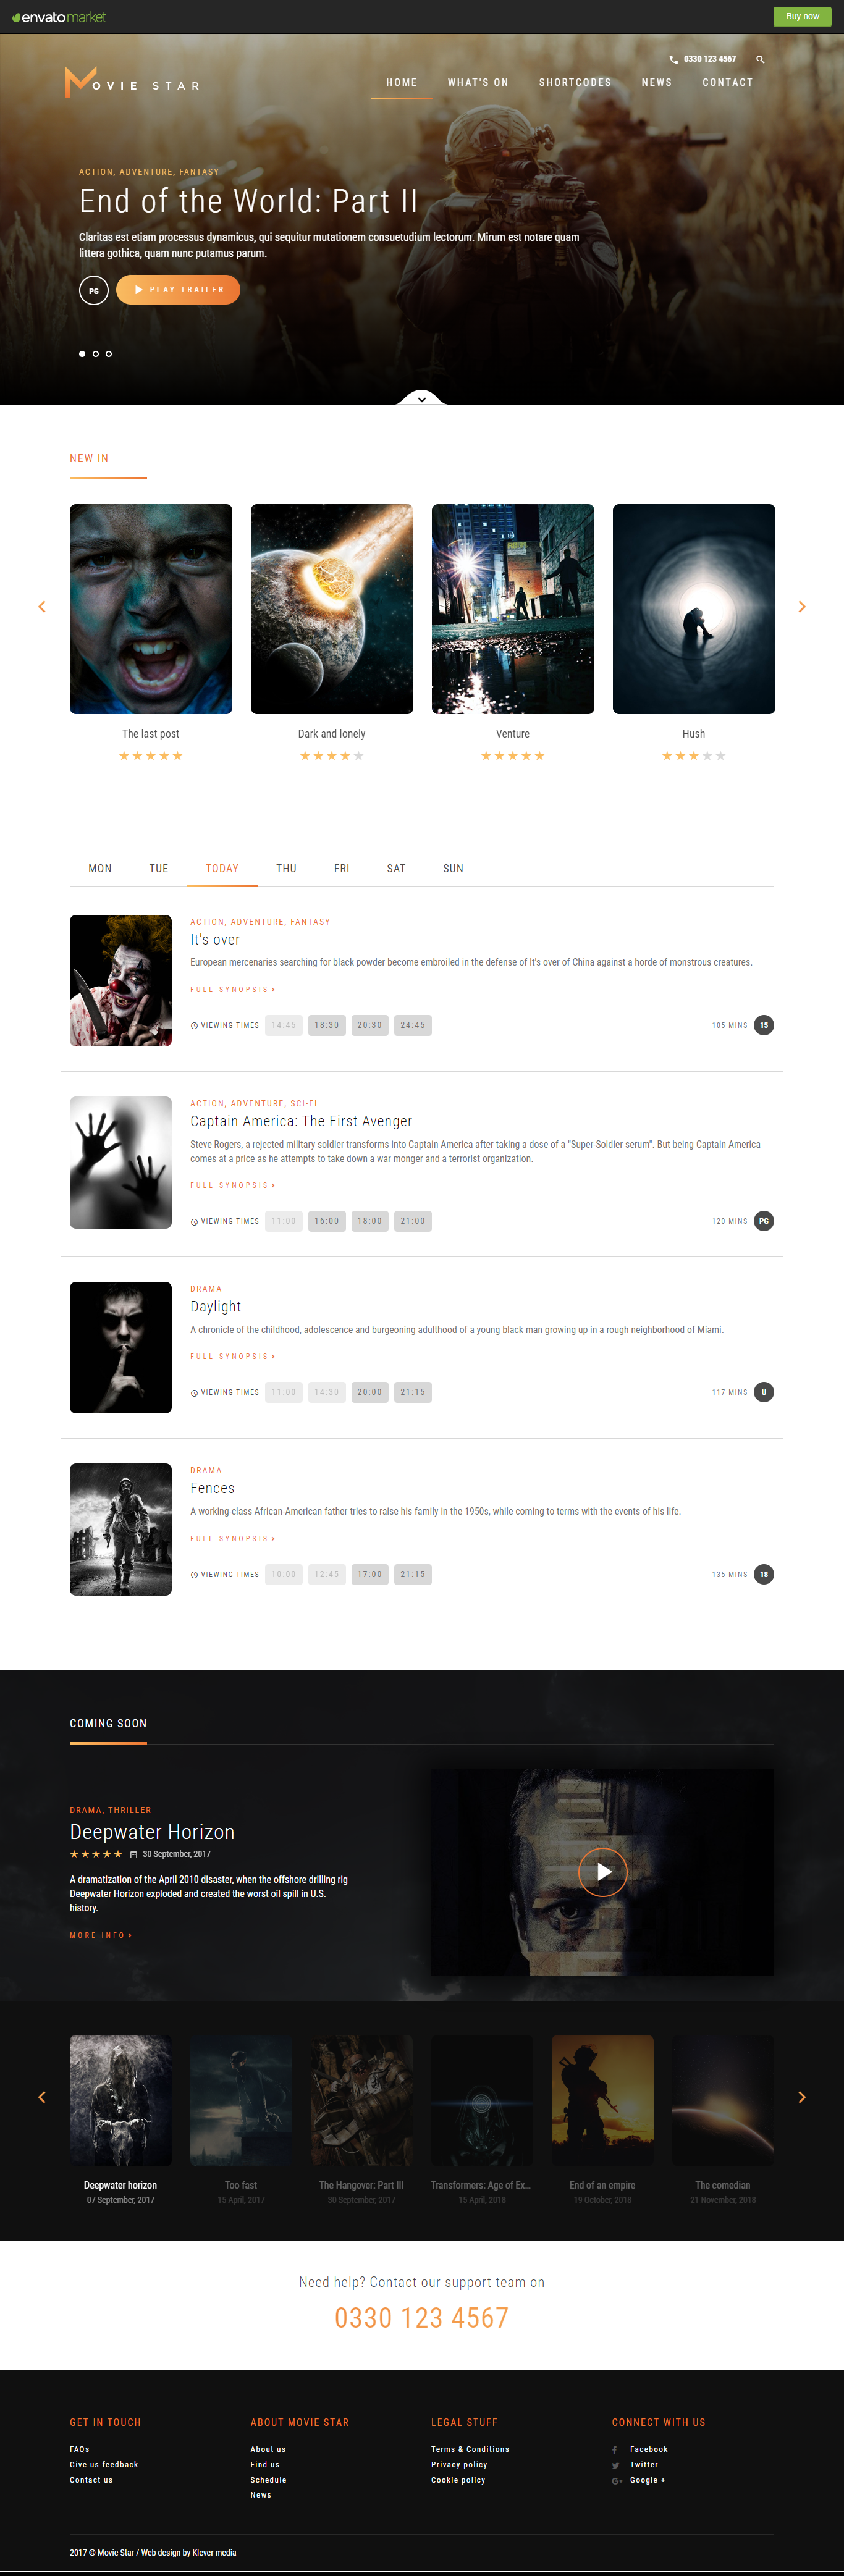 envato market
Buy now
0330 123 4567
MOVIE STAR
HOME WHAT'S ON SHORTCODES NEWS CONTACT
ACTION, ADVENTURE, FANTASY
End of the World: Part II
Claritas est etiam processus dynamicus, qui sequitur mutationem consuetudium lectorum. Mirum est notare quam
littera gothica, quam nunc putamus parum.
PG
PLAY TRAILER
NEW IN
The last post
Dark and lonely
Venture
Hush
MON TUE TODAY THU FRI SAT SUN
ACTION, ADVENTURE, FANTASY
It's over
European mercenaries searching for black powder become embroiled in the defense of It's over of China against a horde of monstrous creatures.
FULL SYNOPSIS
VIEWING TIMES 14:45 18:30 20:30 24:45
105 MINS 15
ACTION, ADVENTURE, SCI-FI
Captain America: The First Avenger
Steve Rogers, a rejected military soldier transforms into Captain America after taking a dose of a "Super-Soldier serum". But being Captain America
comes at a price as he attempts to take down a war monger and a terrorist organization.
FULL SYNOPSIS
VIEWING TIMES 11:00 16:00 18:00 21:00
120 MINS PG
DRAMA
Daylight
A chronicle of the childhood, adolescence and burgeoning adulthood of a young black man growing up in a rough neighborhood of Miami.
FULL SYNOPSIS
VIEWING TIMES 11:00 14:30 20:00 21:15
117 MINS U
DRAMA
Fences
A working-class African-American father tries to raise his family in the 1950s, while coming to terms with the events of his life.
FULL SYNOPSIS
VIEWING TIMES 10:00 12:45 17:00 21:15
135 MINS 18
COMING SOON
DRAMA, THRILLER
Deepwater Horizon
30 September, 2017
A dramatization of the April 2010 disaster, when the offshore drilling rig
Deepwater Horizon exploded and created the worst oil spill in U.S.
history.
MORE INFO
Deepwater horizon
07 September, 2017
Too fast
15 April, 2017
The Hangover: Part III
30 September, 2017
Transformers: Age of Ex...
15 April, 2018
End of an empire
19 October, 2018
The comedian
21 November, 2018
Need help? Contact our support team on
0330 123 4567
GET IN TOUCH
FAQs
Give us feedback
Contact us
ABOUT MOVIE STAR
About us
Find us
Schedule
News
LEGAL STUFF
Terms & Conditions
Privacy policy
Cookie policy
CONNECT WITH US
Facebook
Twitter
Google +
2017 © Movie Star / Web design by Klever media